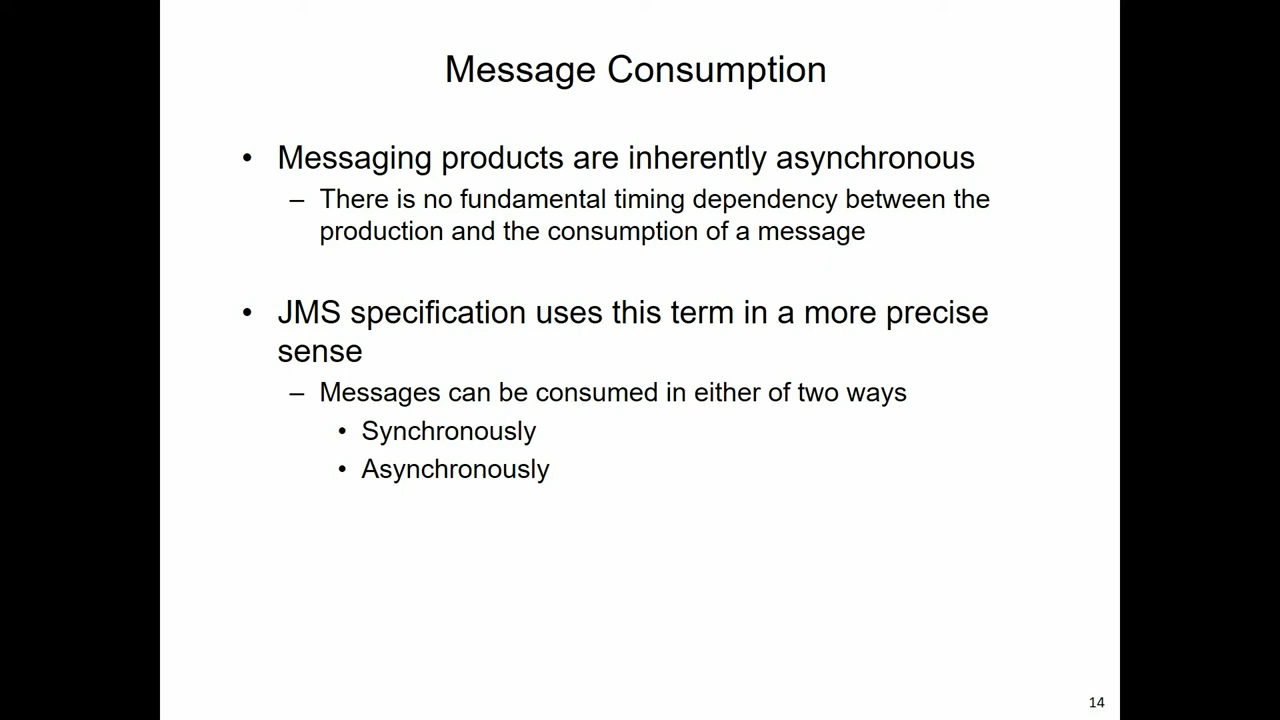 Message Consumption
• Messaging products are inherently asynchronous
– There is no fundamental timing dependency between the
production and the consumption of a message
• JMS specification uses this term in a more precise
sense
– Messages can be consumed in either of two ways
• Synchronously
• Asynchronously
14